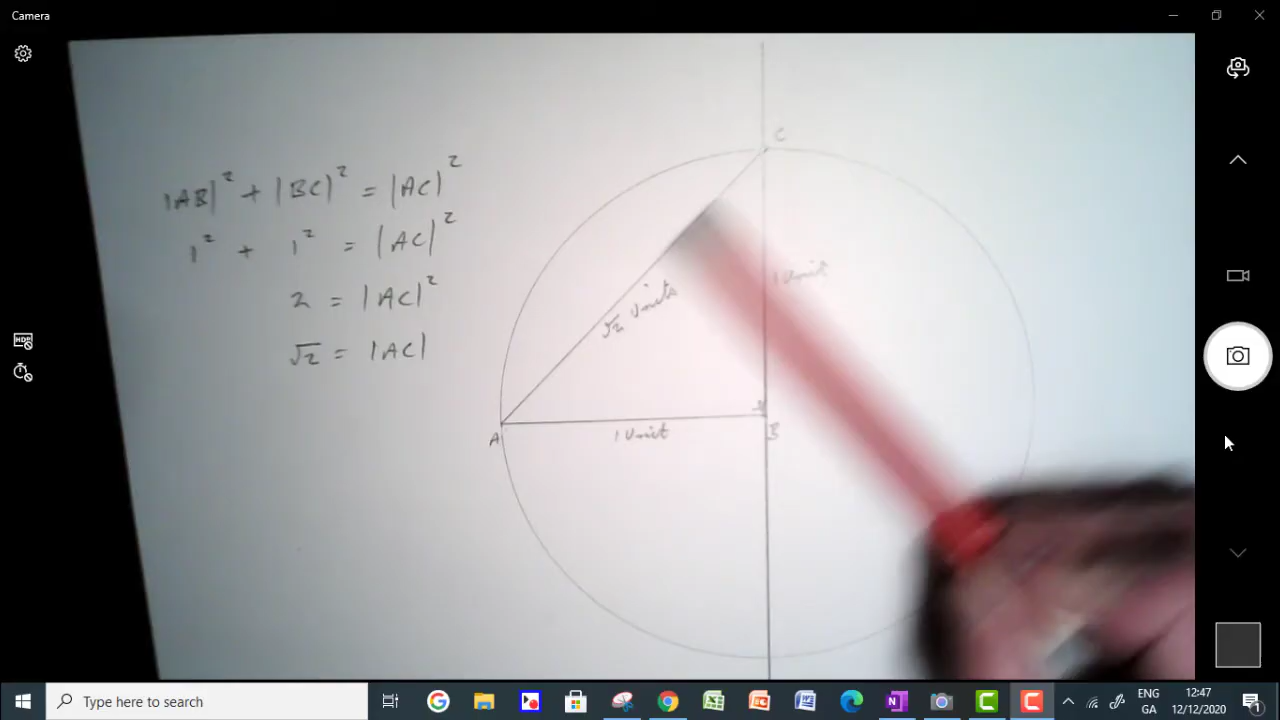 Camera
C
|AB|² + |BC|² = |AC|²
1² + 1² = |AC|²
1 Unit
2 = |AC|²
√2 Units
√2 = |AC|
A
1 Unit
B
Type here to search
ENG
GA
12:47
12/12/2020
1